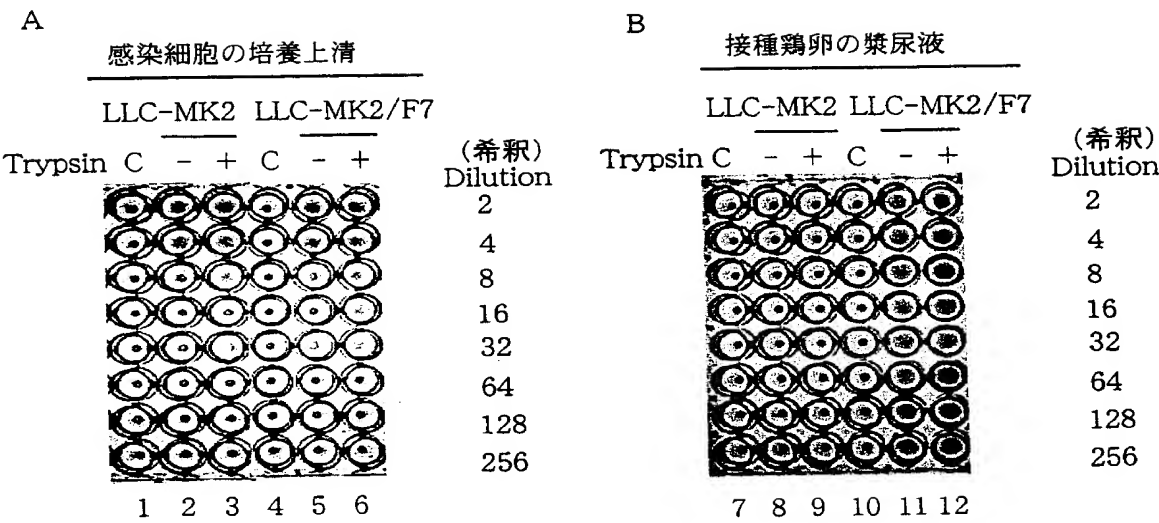 A
感染細胞の培養上清
LLC-MK2 LLC-MK2/F7
Trypsin C - + C - +
(希釈)
Dilution
2
4
8
16
32
64
128
256
1 2 3 4 5 6
B
接種鶏卵の漿尿液
LLC-MK2 LLC-MK2/F7
Trypsin C - + C - +
(希釈)
Dilution
2
4
8
16
32
64
128
256
7 8 9 10 11 12